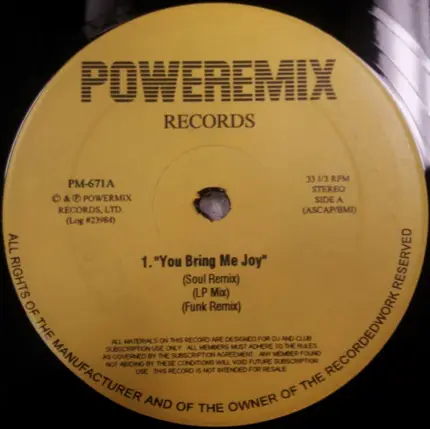 POWEREMIX
RECORDS
PM-671A
© & ℗ POWERMIX
RECORDS, LTD.
(Log #23984)
33 1/3 RPM
STEREO
SIDE A
(ASCAP/BMI)
1. "You Bring Me Joy"
(Soul Remix)
(LP Mix)
(Funk Remix)
ALL MATERIALS ON THIS RECORD ARE DESIGNED FOR DJ AND CLUB
SUBSCRIPTION USE ONLY. ALL MEMBERS MUST ADHERE TO THE RULES
AS GOVERNED BY THE SUBSCRIPTION AGREEMENT. ANY MEMBER FOUND
NOT ABIDING BY THESE CONDITIONS WILL VOID FUTURE SUBSCRIPTION
USE. THIS RECORD IS NOT INTENDED FOR RESALE
ALL RIGHTS OF THE MANUFACTURER AND OF THE OWNER OF THE RECORDEDWORK RESERVED